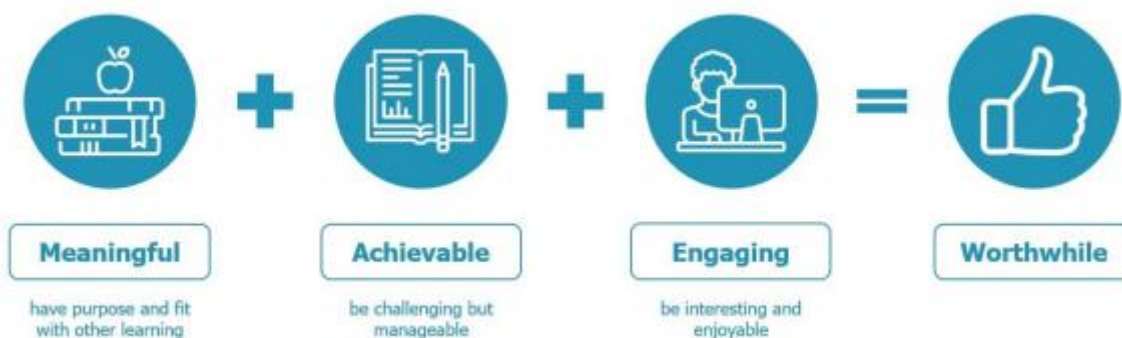 Meaningful
have purpose and fit
with other learning
Achievable
be challenging but
manageable
Engaging
be interesting and
enjoyable
Worthwhile